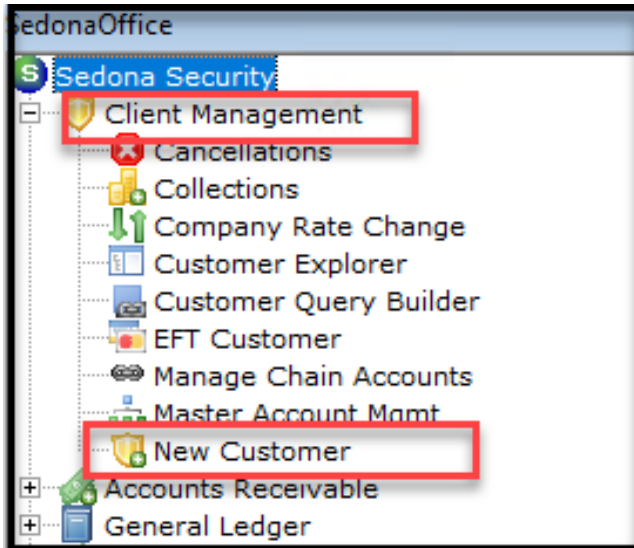 SedonaOffice
S Sedona Security
Client Management
Cancellations
Collections
Company Rate Change
Customer Explorer
Customer Query Builder
EFT Customer
Manage Chain Accounts
Master Account Mgmt
New Customer
Accounts Receivable
General Ledger